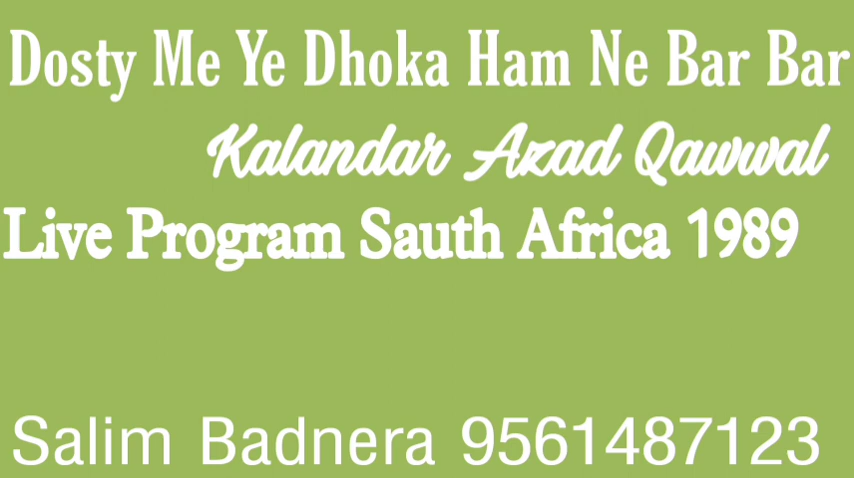 Dosty Me Ye Dhoka Ham Ne Bar Bar
Kalandar Azad Qawwal
Live Program Sauth Africa 1989
Salim Badnera 9561487123